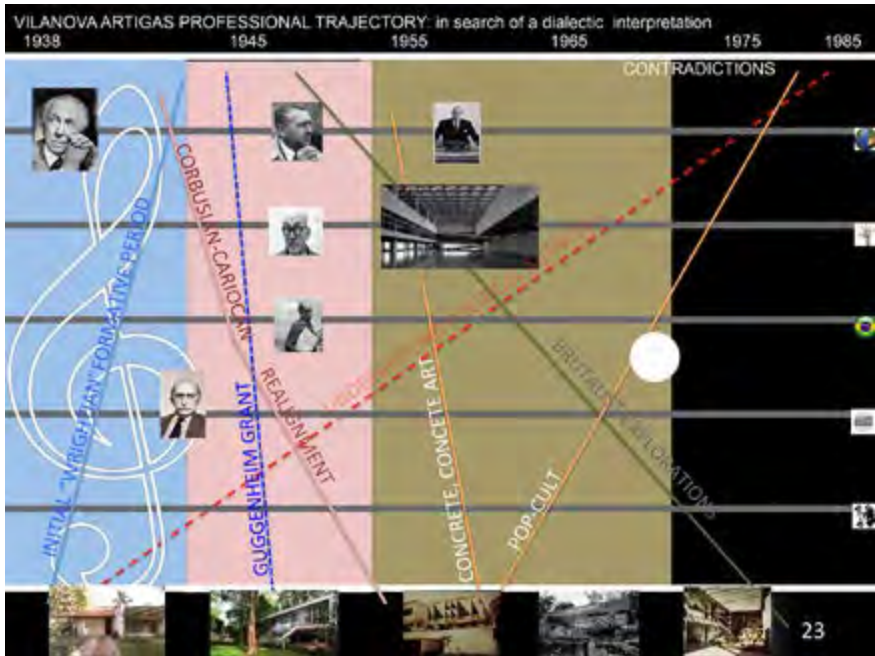 VILANOVA ARTIGAS PROFESSIONAL TRAJECTORY: in search of a dialectic interpretation
1938 1945 1955 1965 1975 1985
CONTRADICTIONS
INITIAL "WRIGHTIAN" FORMATIVE PERIOD
CORBUSIAN-CARIOCAN
REALIGNMENT
GUGGENHEIM GRANT
CONCRETE, CONCETE ART
POP-CULT
BRUTALIST EXPLORATIONS
23